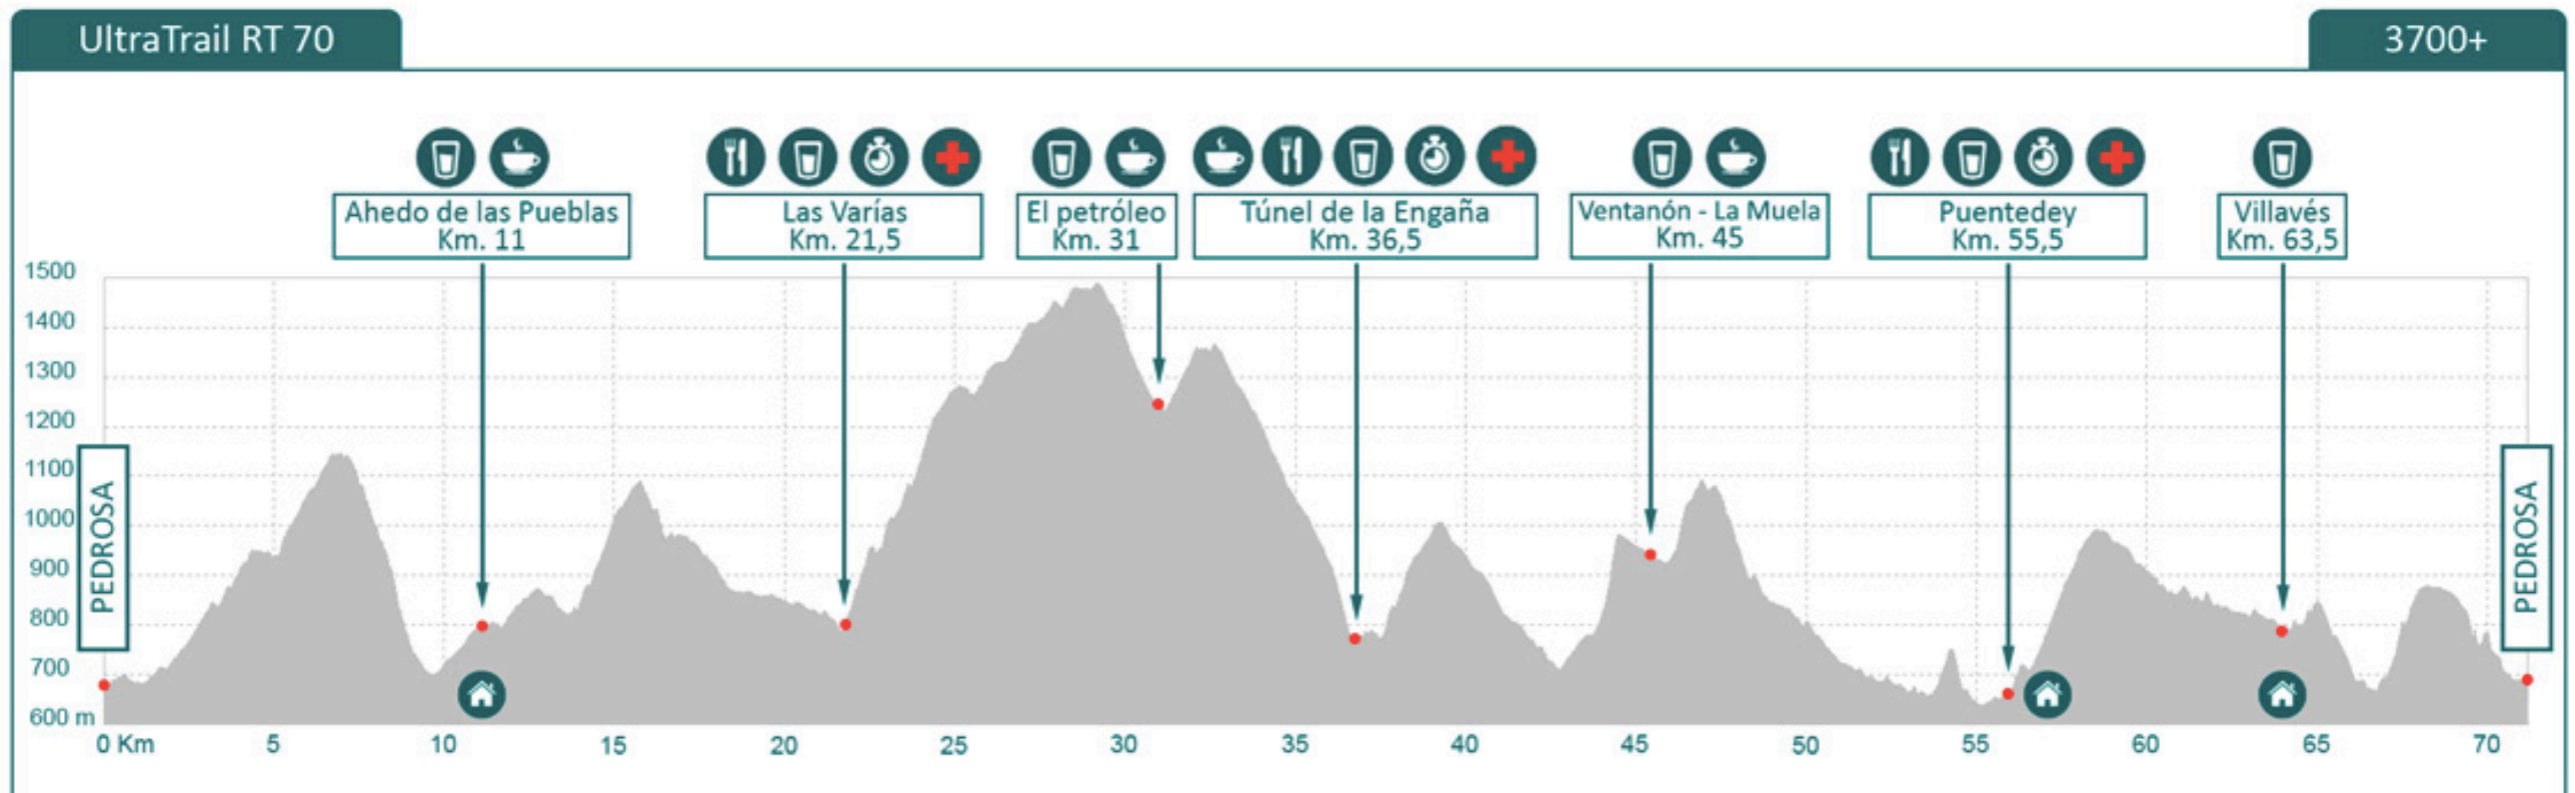 UltraTrail RT 70
3700+
Ahedo de las Pueblas
Km. 11
Las Varías
Km. 21,5
El petróleo
Km. 31
Túnel de la Engaña
Km. 36,5
Ventanón - La Muela
Km. 45
Puentedey
Km. 55,5
Villavés
Km. 63,5
1500
1400
1300
1200
1100
1000
900
800
700
600 m
PEDROSA
PEDROSA
0 Km 5 10 15 20 25 30 35 40 45 50 55 60 65 70